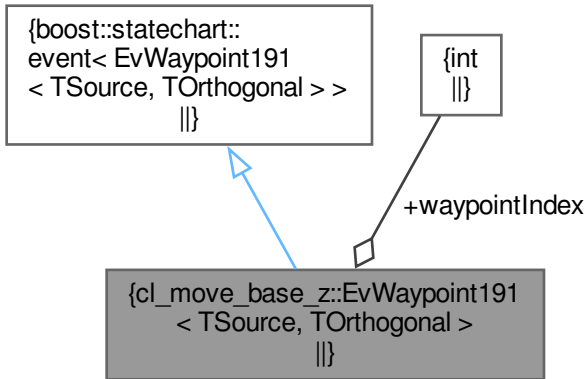 {boost::statechart::
event< EvWaypoint191
< TSource, TOrthogonal > >
||}
{int
||}
+waypointIndex
{cl_move_base_z::EvWaypoint191
< TSource, TOrthogonal >
||}